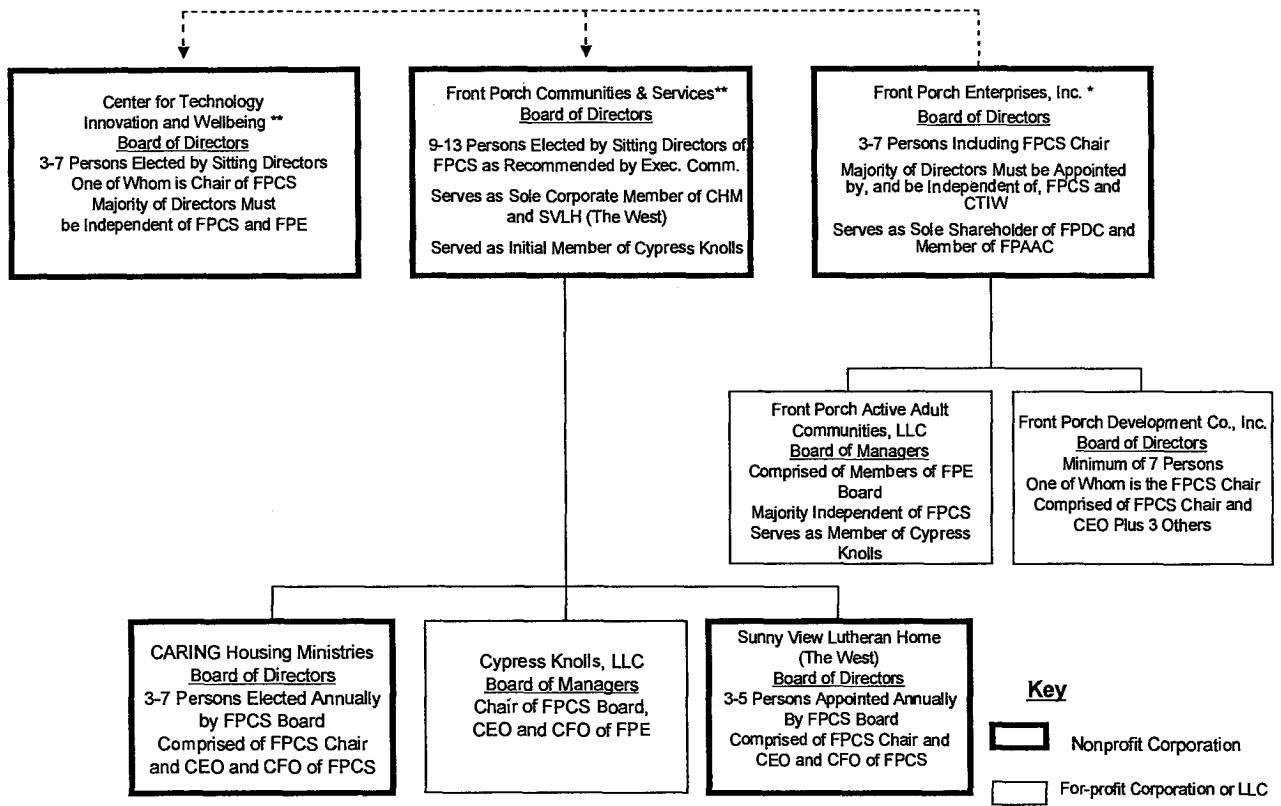 Center for Technology
Innovation and Wellbeing **
Board of Directors
3-7 Persons Elected by Sitting Directors
One of Whom is Chair of FPCS
Majority of Directors Must
be Independent of FPCS and FPE
Front Porch Communities & Services**
Board of Directors
9-13 Persons Elected by Sitting Directors of
FPCS as Recommended by Exec. Comm.
Serves as Sole Corporate Member of CHM
and SVLH (The West)
Served as Initial Member of Cypress Knolls
Front Porch Enterprises, Inc. *
Board of Directors
3-7 Persons Including FPCS Chair
Majority of Directors Must be Appointed
by, and be Independent of, FPCS and
CTIW
Serves as Sole Shareholder of FPDC and
Member of FPAAC
Front Porch Active Adult
Communities, LLC
Board of Managers
Comprised of Members of FPE
Board
Majority Independent of FPCS
Serves as Member of Cypress
Knolls
Front Porch Development Co., Inc.
Board of Directors
Minimum of 7 Persons
One of Whom is the FPCS Chair
Comprised of FPCS Chair and
CEO Plus 3 Others
CARING Housing Ministries
Board of Directors
3-7 Persons Elected Annually
by FPCS Board
Comprised of FPCS Chair
and CEO and CFO of FPCS
Cypress Knolls, LLC
Board of Managers
Chair of FPCS Board,
CEO and CFO of FPE
Sunny View Lutheran Home
(The West)
Board of Directors
3-5 Persons Appointed Annually
By FPCS Board
Comprised of FPCS Chair and
CEO and CFO of FPCS
Key
Nonprofit Corporation
For-profit Corporation or LLC